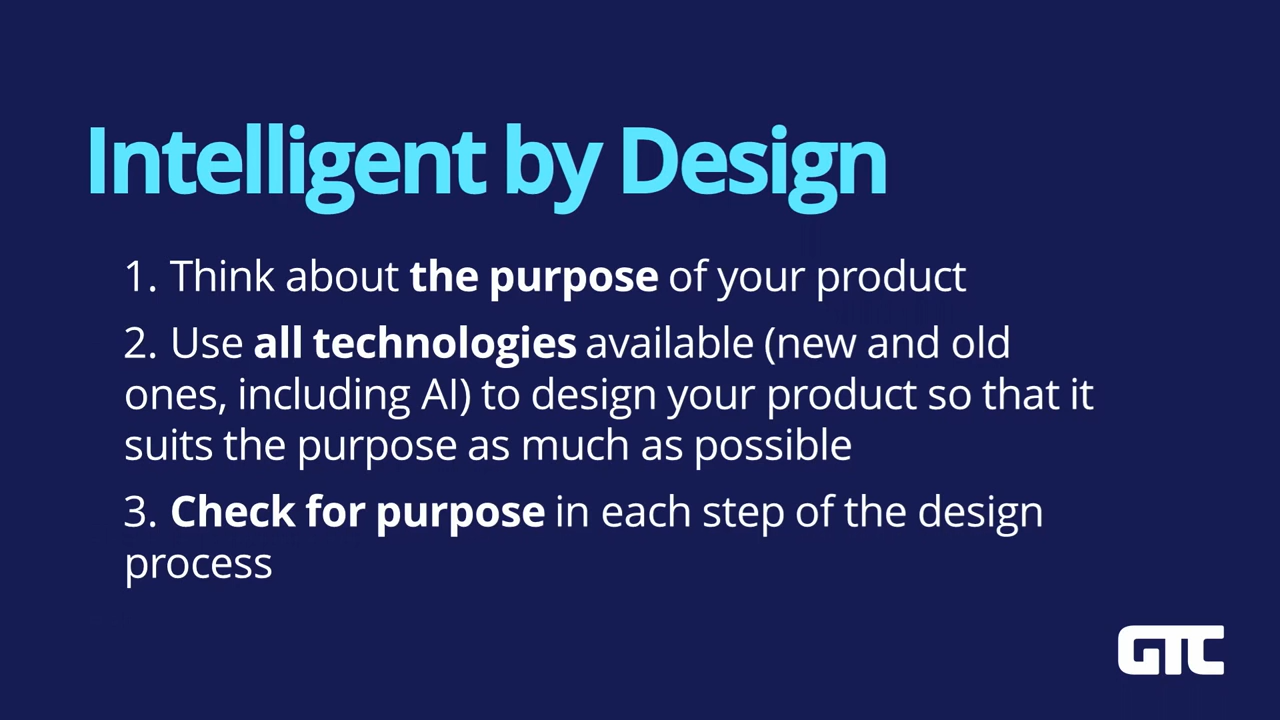 Intelligent by Design
1. Think about the purpose of your product
2. Use all technologies available (new and old
ones, including AI) to design your product so that it
suits the purpose as much as possible
3. Check for purpose in each step of the design
process
GTC